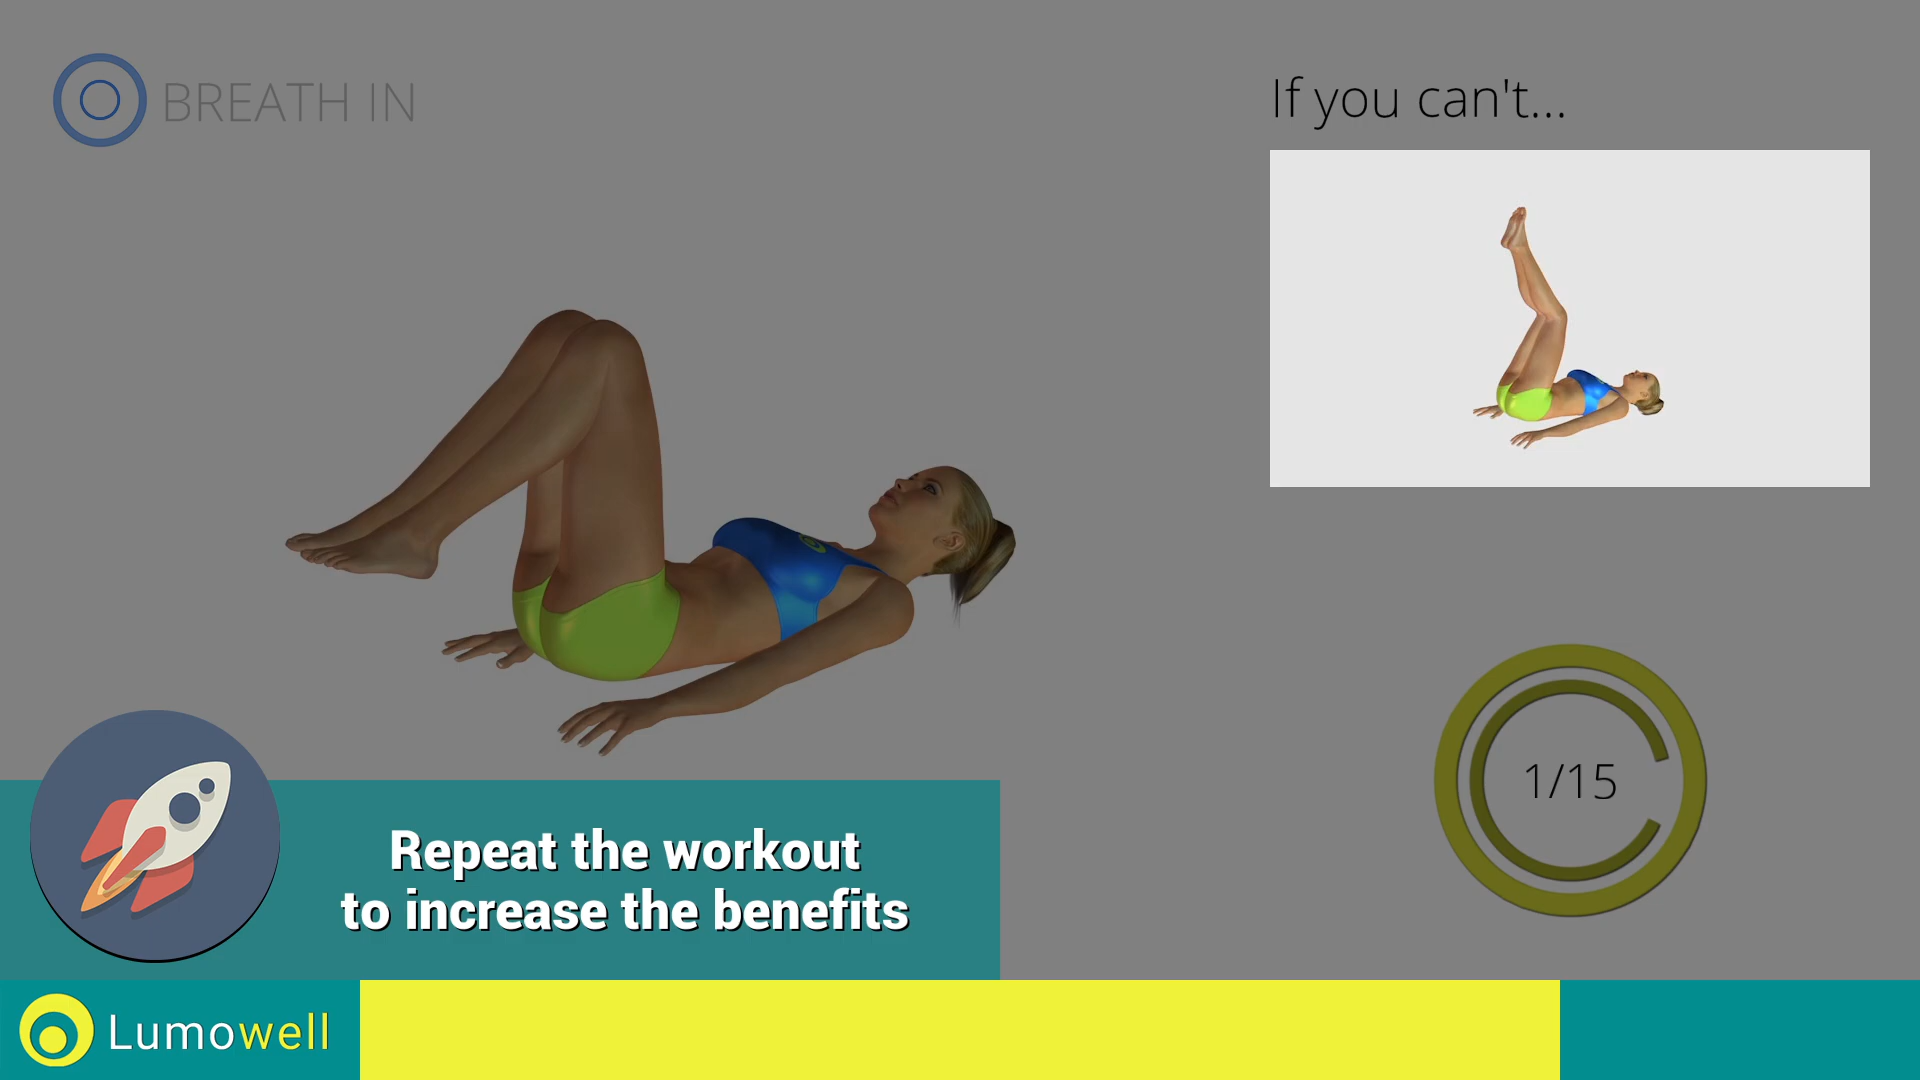 BREATH IN
If you can't...
1/15
Repeat the workout
to increase the benefits
Lumowell